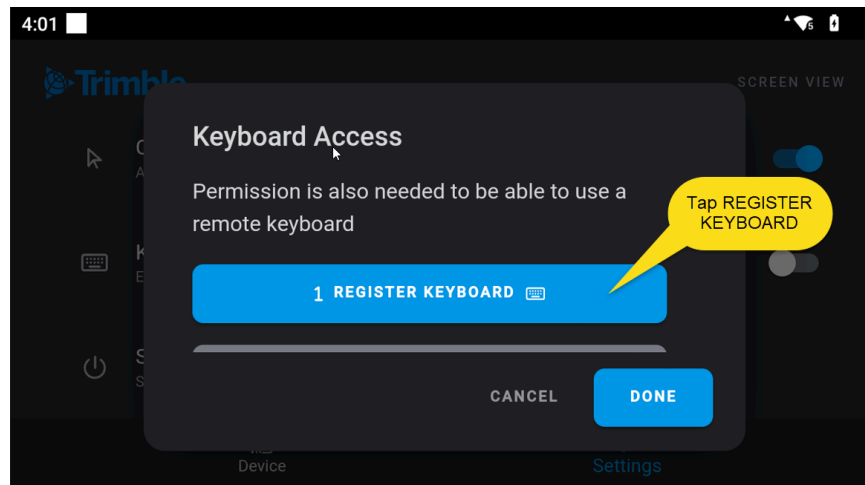 4:01
5
Trimble
SCREEN VIEW
Keyboard Access
Permission is also needed to be able to use a
remote keyboard
Tap REGISTER
KEYBOARD
1 REGISTER KEYBOARD
CANCEL
DONE
Device
Settings